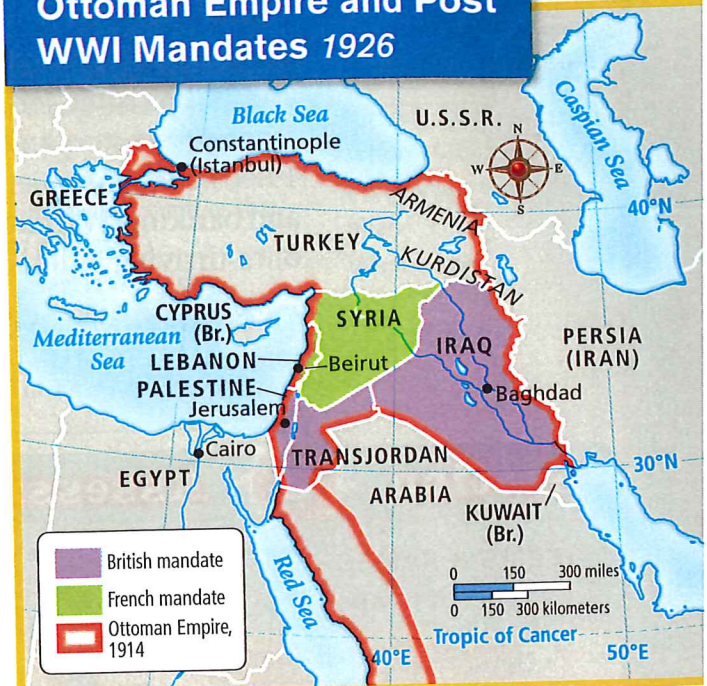 Ottoman Empire and Post
WWI Mandates 1926
Black Sea
U.S.S.R.
Caspian Sea
Constantinople
(Istanbul)
N
W
E
S
GREECE
ARMENIA
40°N
TURKEY
KURDISTAN
CYPRUS
(Br.)
SYRIA
Mediterranean
Sea
IRAQ
PERSIA
(IRAN)
LEBANON
Beirut
PALESTINE
Baghdad
Jerusalem
Cairo
TRANSJORDAN
30°N
EGYPT
ARABIA
KUWAIT
(Br.)
British mandate
French mandate
Ottoman Empire,
1914
Red Sea
0 150 300 miles
0 150 300 kilometers
Tropic of Cancer
40°E
50°E